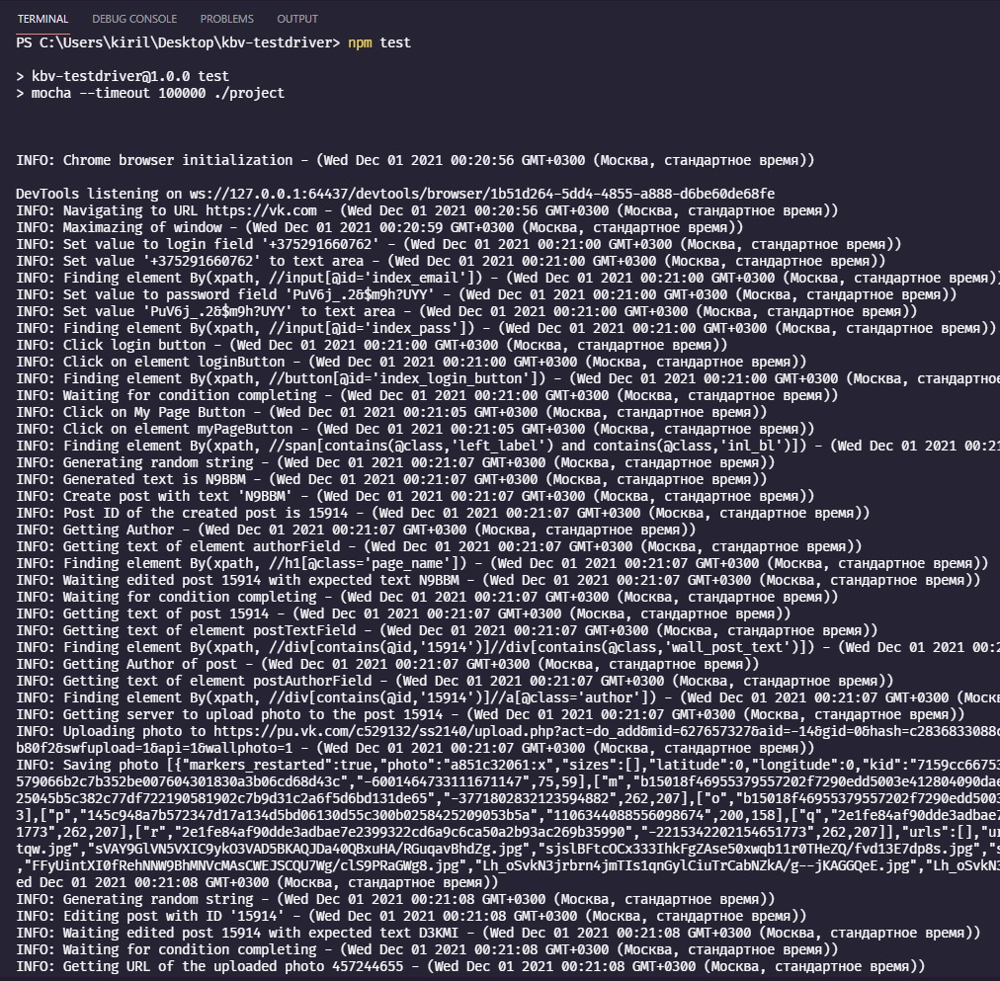 TERMINAL DEBUG CONSOLE PROBLEMS OUTPUT
PS C:\Users\kiril\Desktop\kbv-testdriver> npm test
> kbv-testdriver@1.0.0 test
> mocha --timeout 100000 ./project
INFO: Chrome browser initialization - (Wed Dec 01 2021 00:20:56 GMT+0300 (Москва, стандартное время))
DevTools listening on ws://127.0.0.1:64437/devtools/browser/1b51d264-5dd4-4855-a888-d6be60de68fe
INFO: Navigating to URL https://vk.com - (Wed Dec 01 2021 00:20:56 GMT+0300 (Москва, стандартное время))
INFO: Maximazing of window - (Wed Dec 01 2021 00:20:59 GMT+0300 (Москва, стандартное время))
INFO: Set value to login field '+375291660762' - (Wed Dec 01 2021 00:21:00 GMT+0300 (Москва, стандартное время))
INFO: Set value '+375291660762' to text area - (Wed Dec 01 2021 00:21:00 GMT+0300 (Москва, стандартное время))
INFO: Finding element By(xpath, //input[@id='index_email']) - (Wed Dec 01 2021 00:21:00 GMT+0300 (Москва, стандартное время))
INFO: Set value to password field 'PuV6j_.2&$m9h?UYY' - (Wed Dec 01 2021 00:21:00 GMT+0300 (Москва, стандартное время))
INFO: Set value 'PuV6j_.2&$m9h?UYY' to text area - (Wed Dec 01 2021 00:21:00 GMT+0300 (Москва, стандартное время))
INFO: Finding element By(xpath, //input[@id='index_pass']) - (Wed Dec 01 2021 00:21:00 GMT+0300 (Москва, стандартное время))
INFO: Click login button - (Wed Dec 01 2021 00:21:00 GMT+0300 (Москва, стандартное время))
INFO: Click on element loginButton - (Wed Dec 01 2021 00:21:00 GMT+0300 (Москва, стандартное время))
INFO: Finding element By(xpath, //button[@id='index_login_button']) - (Wed Dec 01 2021 00:21:00 GMT+0300 (Москва, стандартное
INFO: Waiting for condition completing - (Wed Dec 01 2021 00:21:00 GMT+0300 (Москва, стандартное время))
INFO: Click on My Page Button - (Wed Dec 01 2021 00:21:05 GMT+0300 (Москва, стандартное время))
INFO: Click on element myPageButton - (Wed Dec 01 2021 00:21:05 GMT+0300 (Москва, стандартное время))
INFO: Finding element By(xpath, //span[contains(@class,'left_label') and contains(@class,'inl_bl')]) - (Wed Dec 01 2021 00:21
INFO: Generating random string - (Wed Dec 01 2021 00:21:07 GMT+0300 (Москва, стандартное время))
INFO: Generated text is N9BBM - (Wed Dec 01 2021 00:21:07 GMT+0300 (Москва, стандартное время))
INFO: Create post with text 'N9BBM' - (Wed Dec 01 2021 00:21:07 GMT+0300 (Москва, стандартное время))
INFO: Post ID of the created post is 15914 - (Wed Dec 01 2021 00:21:07 GMT+0300 (Москва, стандартное время))
INFO: Getting Author - (Wed Dec 01 2021 00:21:07 GMT+0300 (Москва, стандартное время))
INFO: Getting text of element authorField - (Wed Dec 01 2021 00:21:07 GMT+0300 (Москва, стандартное время))
INFO: Finding element By(xpath, //h1[@class='page_name']) - (Wed Dec 01 2021 00:21:07 GMT+0300 (Москва, стандартное время))
INFO: Waiting edited post 15914 with expected text N9BBM - (Wed Dec 01 2021 00:21:07 GMT+0300 (Москва, стандартное время))
INFO: Waiting for condition completing - (Wed Dec 01 2021 00:21:07 GMT+0300 (Москва, стандартное время))
INFO: Getting text of post 15914 - (Wed Dec 01 2021 00:21:07 GMT+0300 (Москва, стандартное время))
INFO: Getting text of element postTextField - (Wed Dec 01 2021 00:21:07 GMT+0300 (Москва, стандартное время))
INFO: Finding element By(xpath, //div[contains(@id,'15914')]//div[contains(@class,'wall_post_text')]) - (Wed Dec 01 2021 00:2
INFO: Getting Author of post - (Wed Dec 01 2021 00:21:07 GMT+0300 (Москва, стандартное время))
INFO: Getting text of element postAuthorField - (Wed Dec 01 2021 00:21:07 GMT+0300 (Москва, стандартное время))
INFO: Finding element By(xpath, //div[contains(@id,'15914')]//a[@class='author']) - (Wed Dec 01 2021 00:21:07 GMT+0300 (Москв
INFO: Getting server to upload photo to the post 15914 - (Wed Dec 01 2021 00:21:07 GMT+0300 (Москва, стандартное время))
INFO: Uploading photo to https://pu.vk.com/c529132/ss2140/upload.php?act=do_add&mid=627657327&aid=-14&gid=0&hash=c2836833088c
b80f2&swfupload=1&api=1&wallphoto=1 - (Wed Dec 01 2021 00:21:07 GMT+0300 (Москва, стандартное время))
INFO: Saving photo [{"markers_restarted":true,"photo":"a851c32061:x","sizes":[],"latitude":0,"longitude":0,"kid":"7159cc66753
579066b2c7b352be007604301830a3b06cd68d43c","-6001464733111671147",75,59],["m","b15018f46955379557202f7290edd5003e412804090dae
25045b5c382c77df722190581902c7b9d31c2a6f5d6bd131de65","-3771802832123594882",262,207],["o","b15018f46955379557202f7290edd5003
3],["p","145c948a7b572347d17a134d5bd06130d55c300b0258425209053b5a","1106344088556098674",200,158],["q","2e1fe84af90dde3adbae7
1773",262,207],["r","2e1fe84af90dde3adbae7e2399322cd6a9c6ca50a2b93ac269b35990","-2215342202154651773",262,207]],"urls":[],"ur
tqw.jpg","sVAY9GlVN5VXIC9ykO3VAD5BKAQJDa40QBxuHA/RGuqavBhdZg.jpg","sjslBFtcOCx333IhkFgZAse50xwqb11r0THeZQ/fvd13E7dp8s.jpg","s
,"FFyUintXI0fRehNNW9BhMNVcMAsCWEJSCQU7Wg/clS9PRaGWg8.jpg","Lh_oSvkN3jrbrn4jmTIs1qnGylCiuTrCabNZkA/g--jKAGGQeE.jpg","Lh_oSvkN3
ed Dec 01 2021 00:21:08 GMT+0300 (Москва, стандартное время))
INFO: Generating random string - (Wed Dec 01 2021 00:21:08 GMT+0300 (Москва, стандартное время))
INFO: Editing post with ID '15914' - (Wed Dec 01 2021 00:21:08 GMT+0300 (Москва, стандартное время))
INFO: Waiting edited post 15914 with expected text D3KMI - (Wed Dec 01 2021 00:21:08 GMT+0300 (Москва, стандартное время))
INFO: Waiting for condition completing - (Wed Dec 01 2021 00:21:08 GMT+0300 (Москва, стандартное время))
INFO: Getting URL of the uploaded photo 457244655 - (Wed Dec 01 2021 00:21:08 GMT+0300 (Москва, стандартное время))